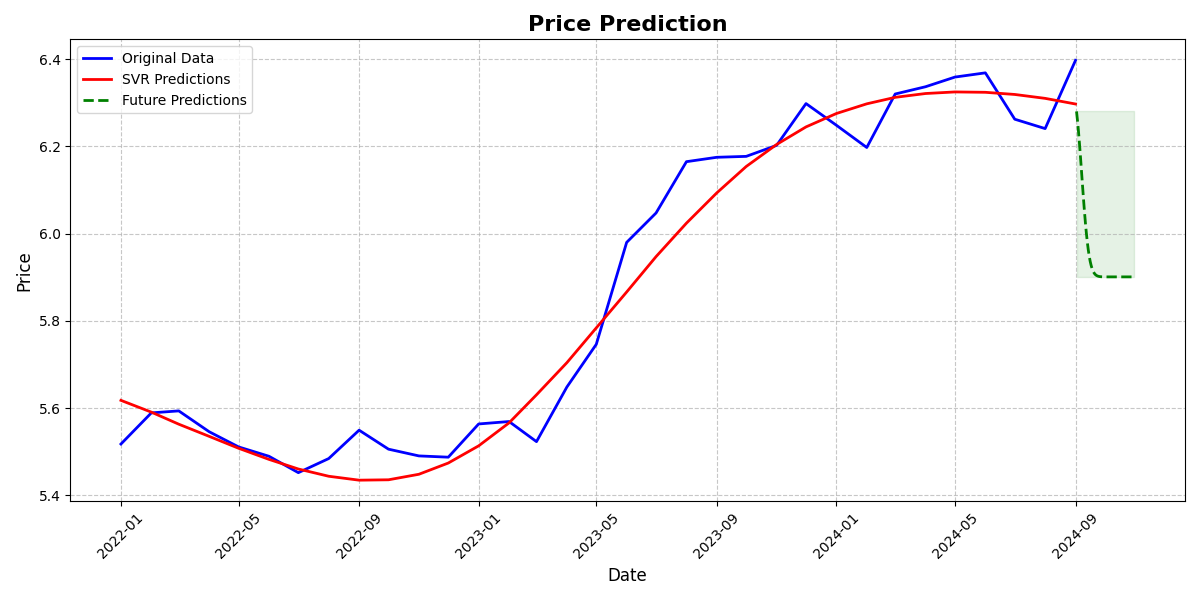 Price Prediction
Original Data
SVR Predictions
Future Predictions
Price
6.4
6.2
6.0
5.8
5.6
5.4
2022-01
2022-05
2022-09
2023-01
2023-05
2023-09
2024-01
2024-05
2024-09
Date